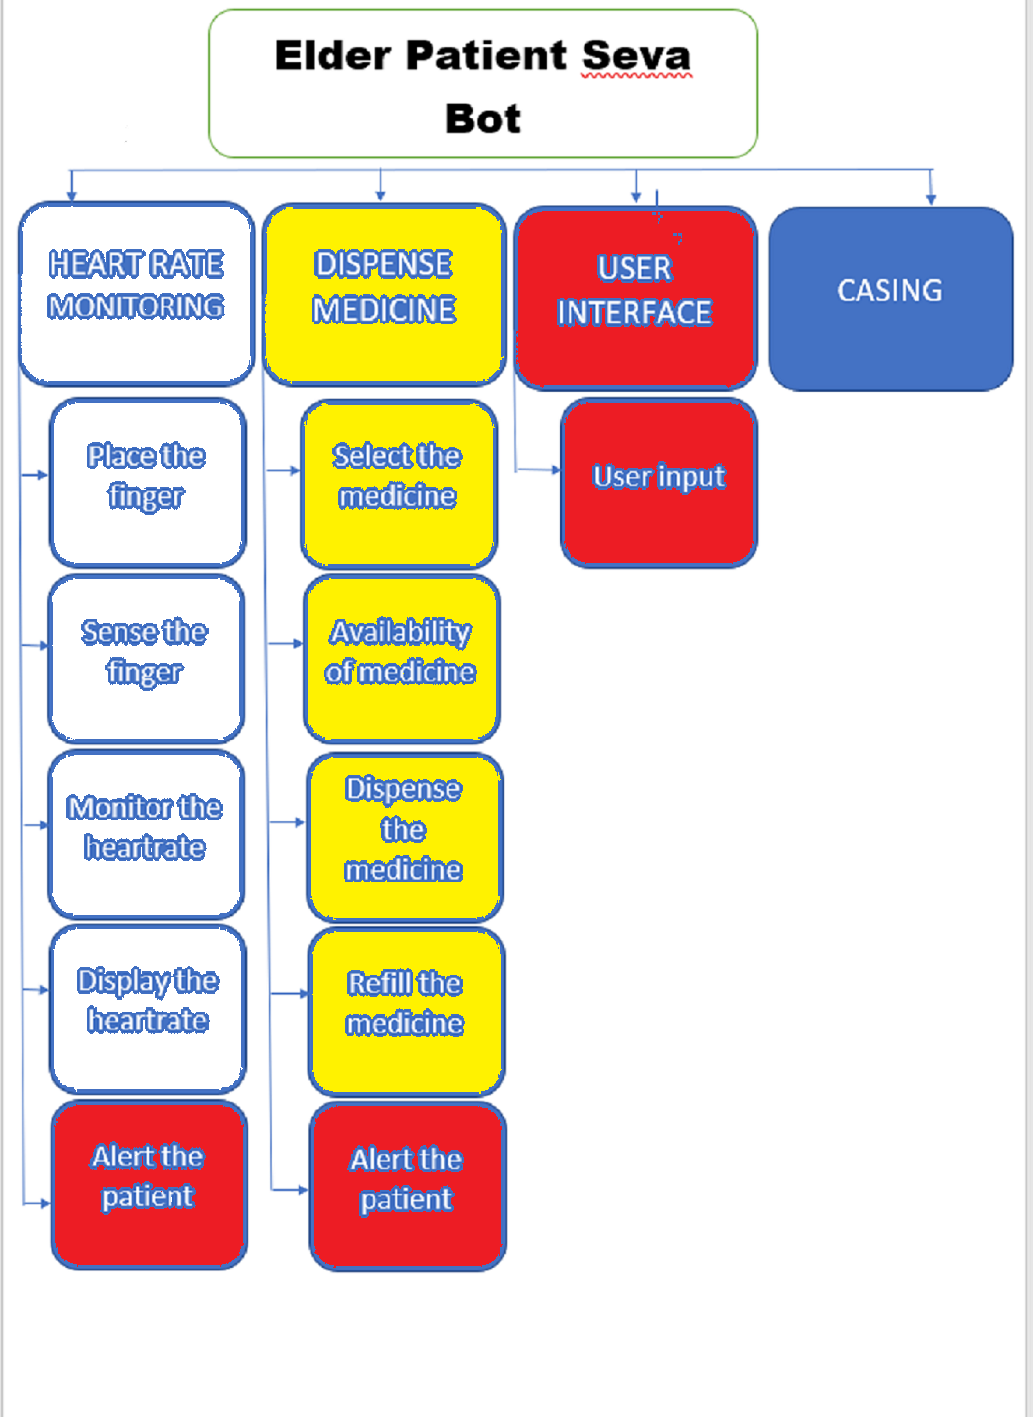 Elder Patient Seva
Bot
HEART RATE
MONITORING
DISPENSE
MEDICINE
USER
INTERFACE
CASING
Place the
finger
Select the
medicine
User input
Sense the
finger
Availability
of medicine
Monitor the
heartrate
Dispense
the
medicine
Display the
heartrate
Refill the
medicine
Alert the
patient
Alert the
patient